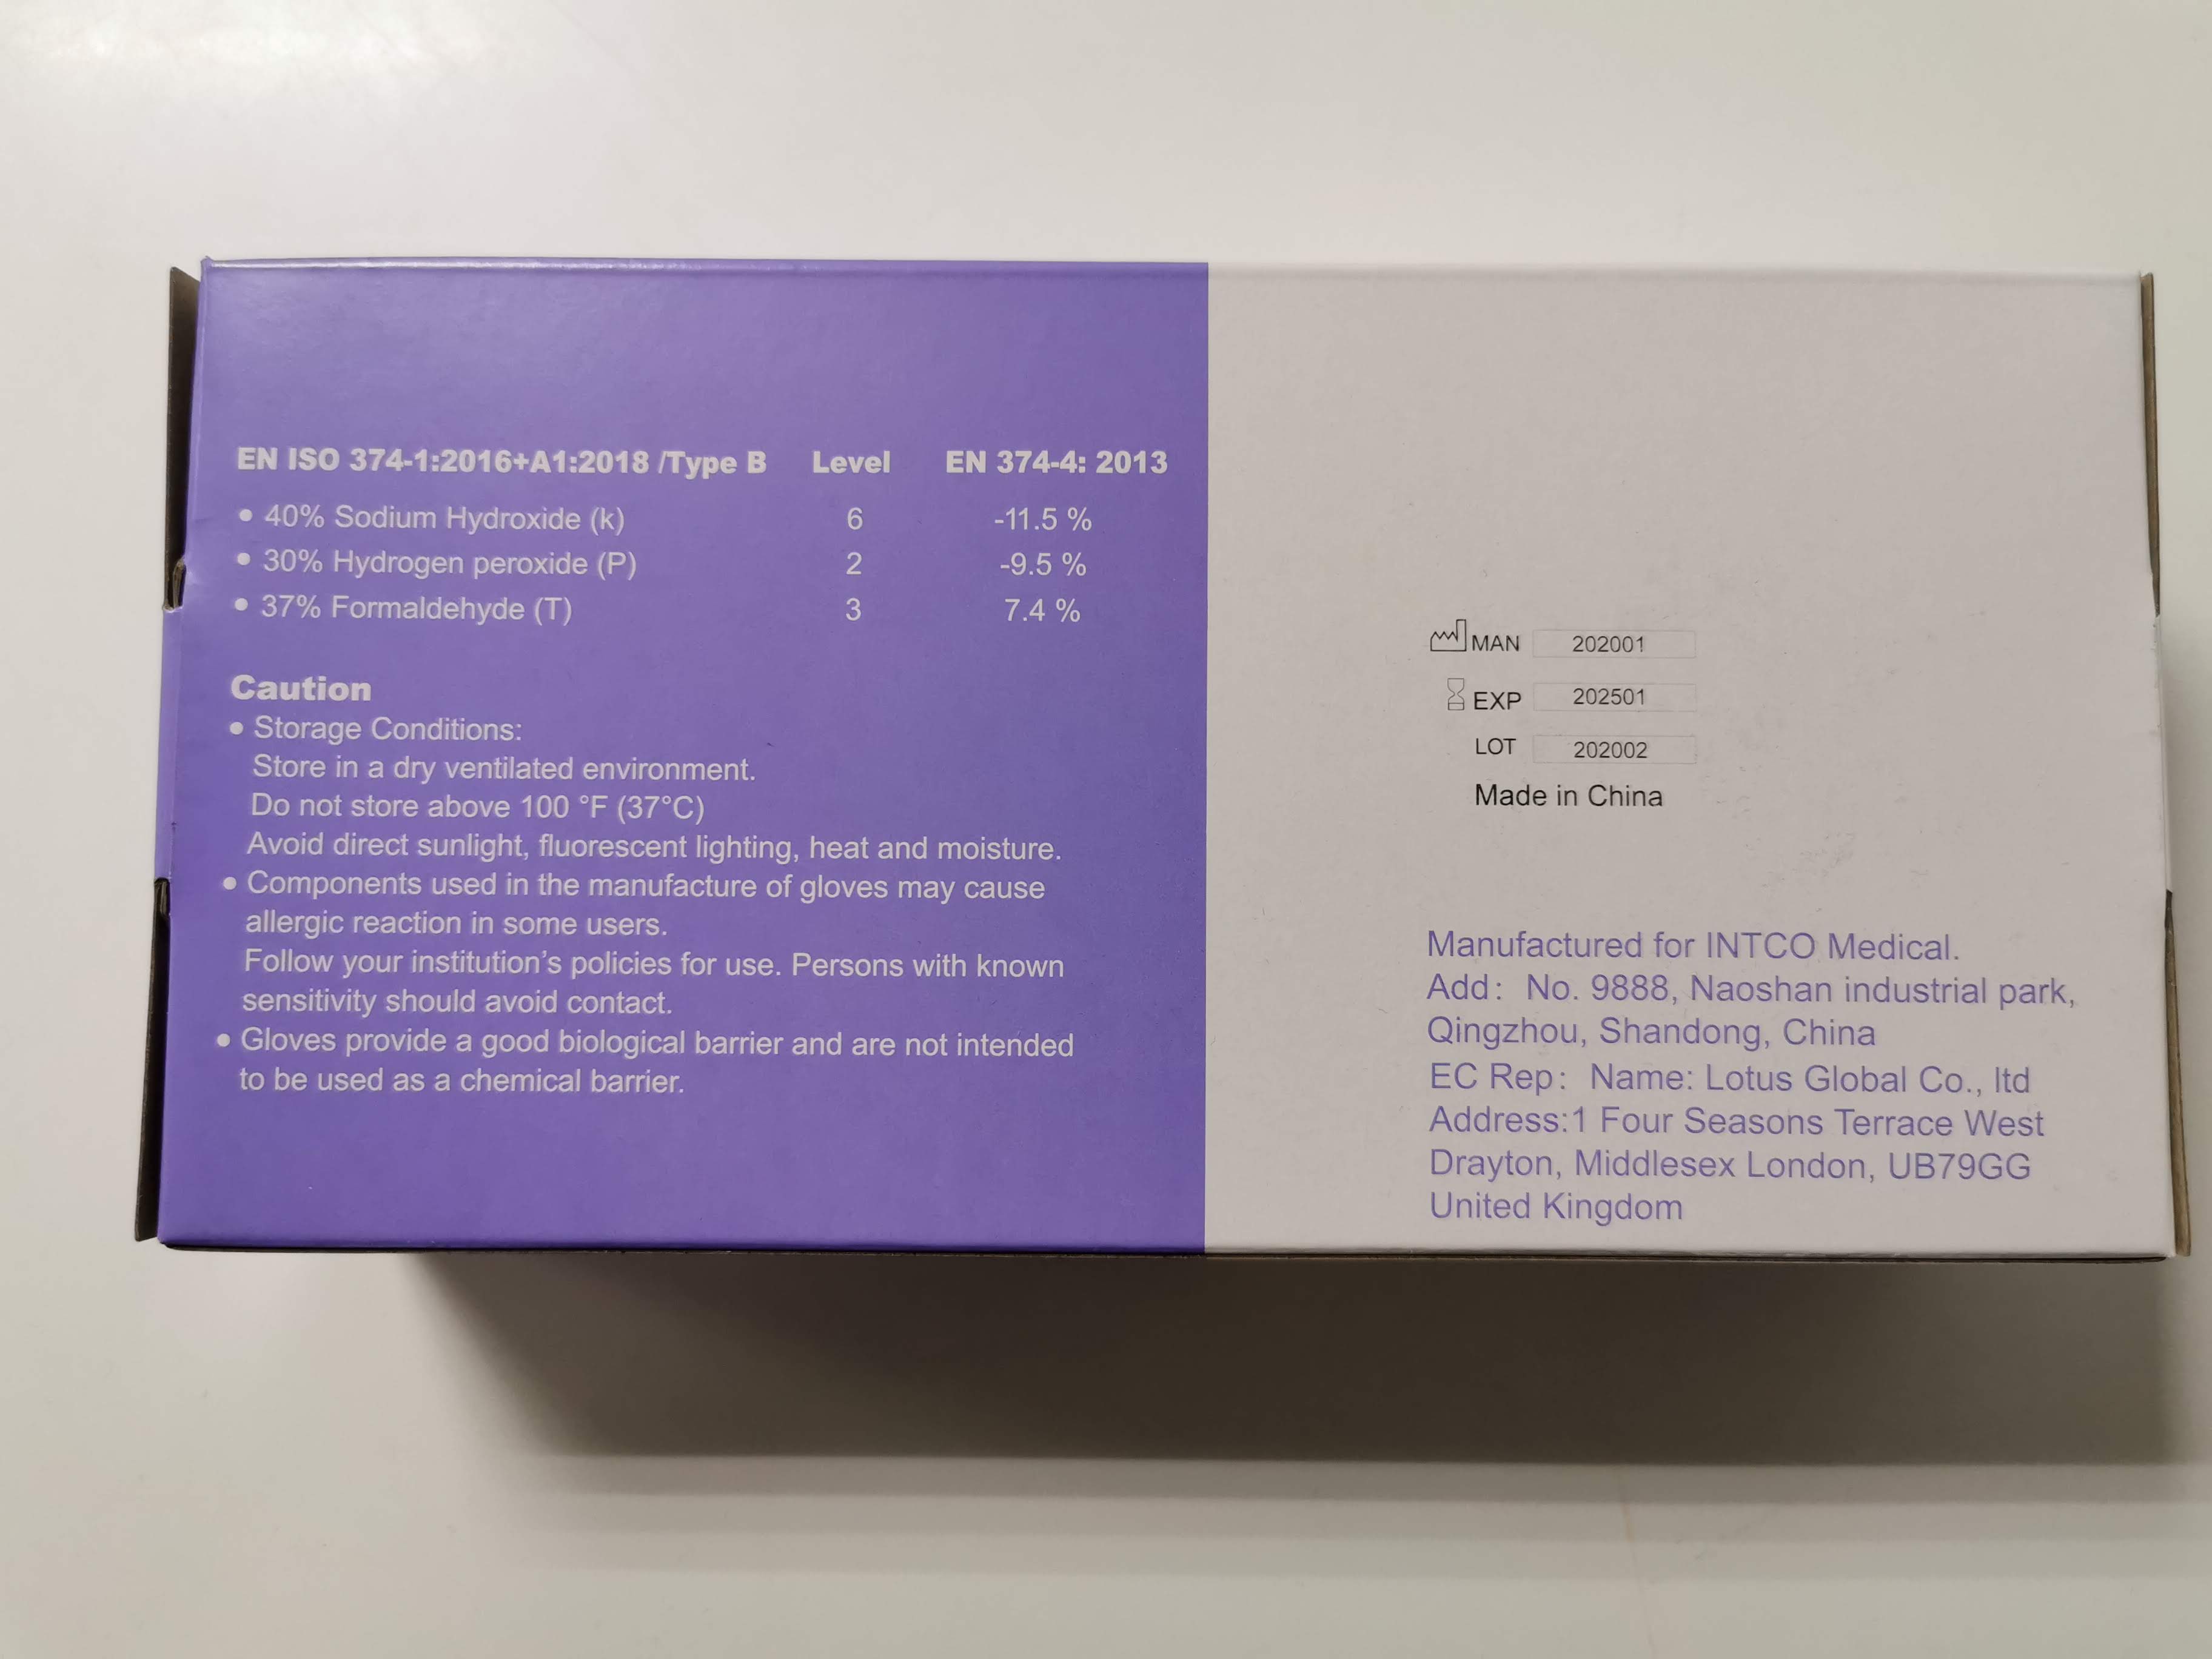 EN ISO 374-1:2016+A1:2018 /Type B Level EN 374-4: 2013
• 40% Sodium Hydroxide (k) 6 -11.5 %
• 30% Hydrogen peroxide (P) 2 -9.5 %
• 37% Formaldehyde (T) 3 7.4 %
Caution
• Storage Conditions:
Store in a dry ventilated environment.
Do not store above 100 °F (37°C)
Avoid direct sunlight, fluorescent lighting, heat and moisture.
• Components used in the manufacture of gloves may cause
allergic reaction in some users.
Follow your institution's policies for use. Persons with known
sensitivity should avoid contact.
• Gloves provide a good biological barrier and are not intended
to be used as a chemical barrier.
MAN 202001
EXP 202501
LOT 202002
Made in China
Manufactured for INTCO Medical.
Add: No. 9888, Naoshan industrial park,
Qingzhou, Shandong, China
EC Rep: Name: Lotus Global Co., ltd
Address:1 Four Seasons Terrace West
Drayton, Middlesex London, UB79GG
United Kingdom